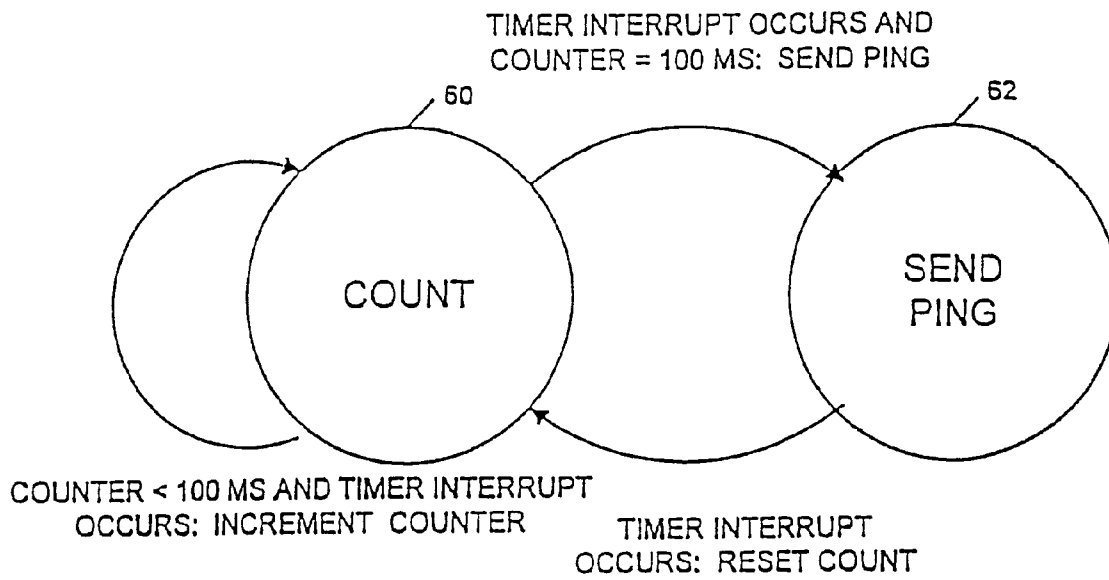 TIMER INTERRUPT OCCURS AND
COUNTER = 100 MS: SEND PING
60
62
COUNT
SEND
PING
COUNTER < 100 MS AND TIMER INTERRUPT
OCCURS: INCREMENT COUNTER
TIMER INTERRUPT
OCCURS: RESET COUNT